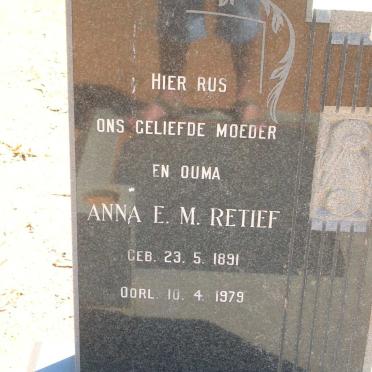 HIER RUS
ONS GELIEFDE MOEDER
EN OUMA
ANNA E. M. RETIEF
GEB. 23. 5. 1891
OORL. 10. 4. 1979